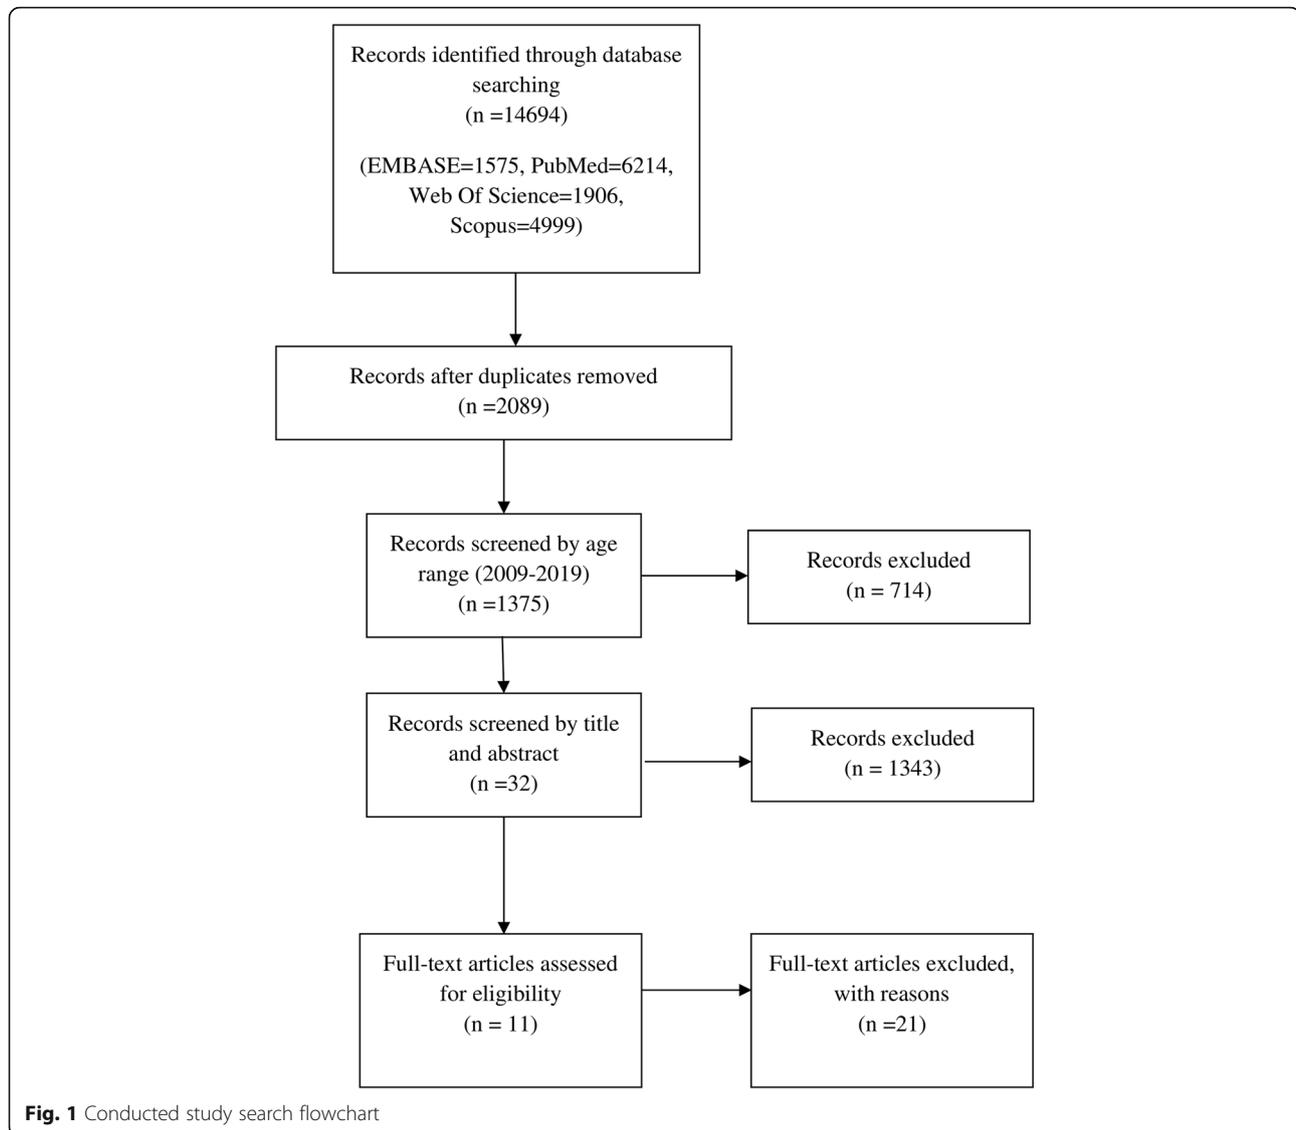 Records identified through database
searching
(n =14694)
(EMBASE=1575, PubMed=6214,
Web Of Science=1906,
Scopus=4999)
Records after duplicates removed
(n =2089)
Records screened by age
range (2009-2019)
(n =1375)
Records excluded
(n = 714)
Records screened by title
and abstract
(n =32)
Records excluded
(n = 1343)
Full-text articles assessed
for eligibility
(n = 11)
Full-text articles excluded,
with reasons
(n =21)
Fig. 1 Conducted study search flowchart